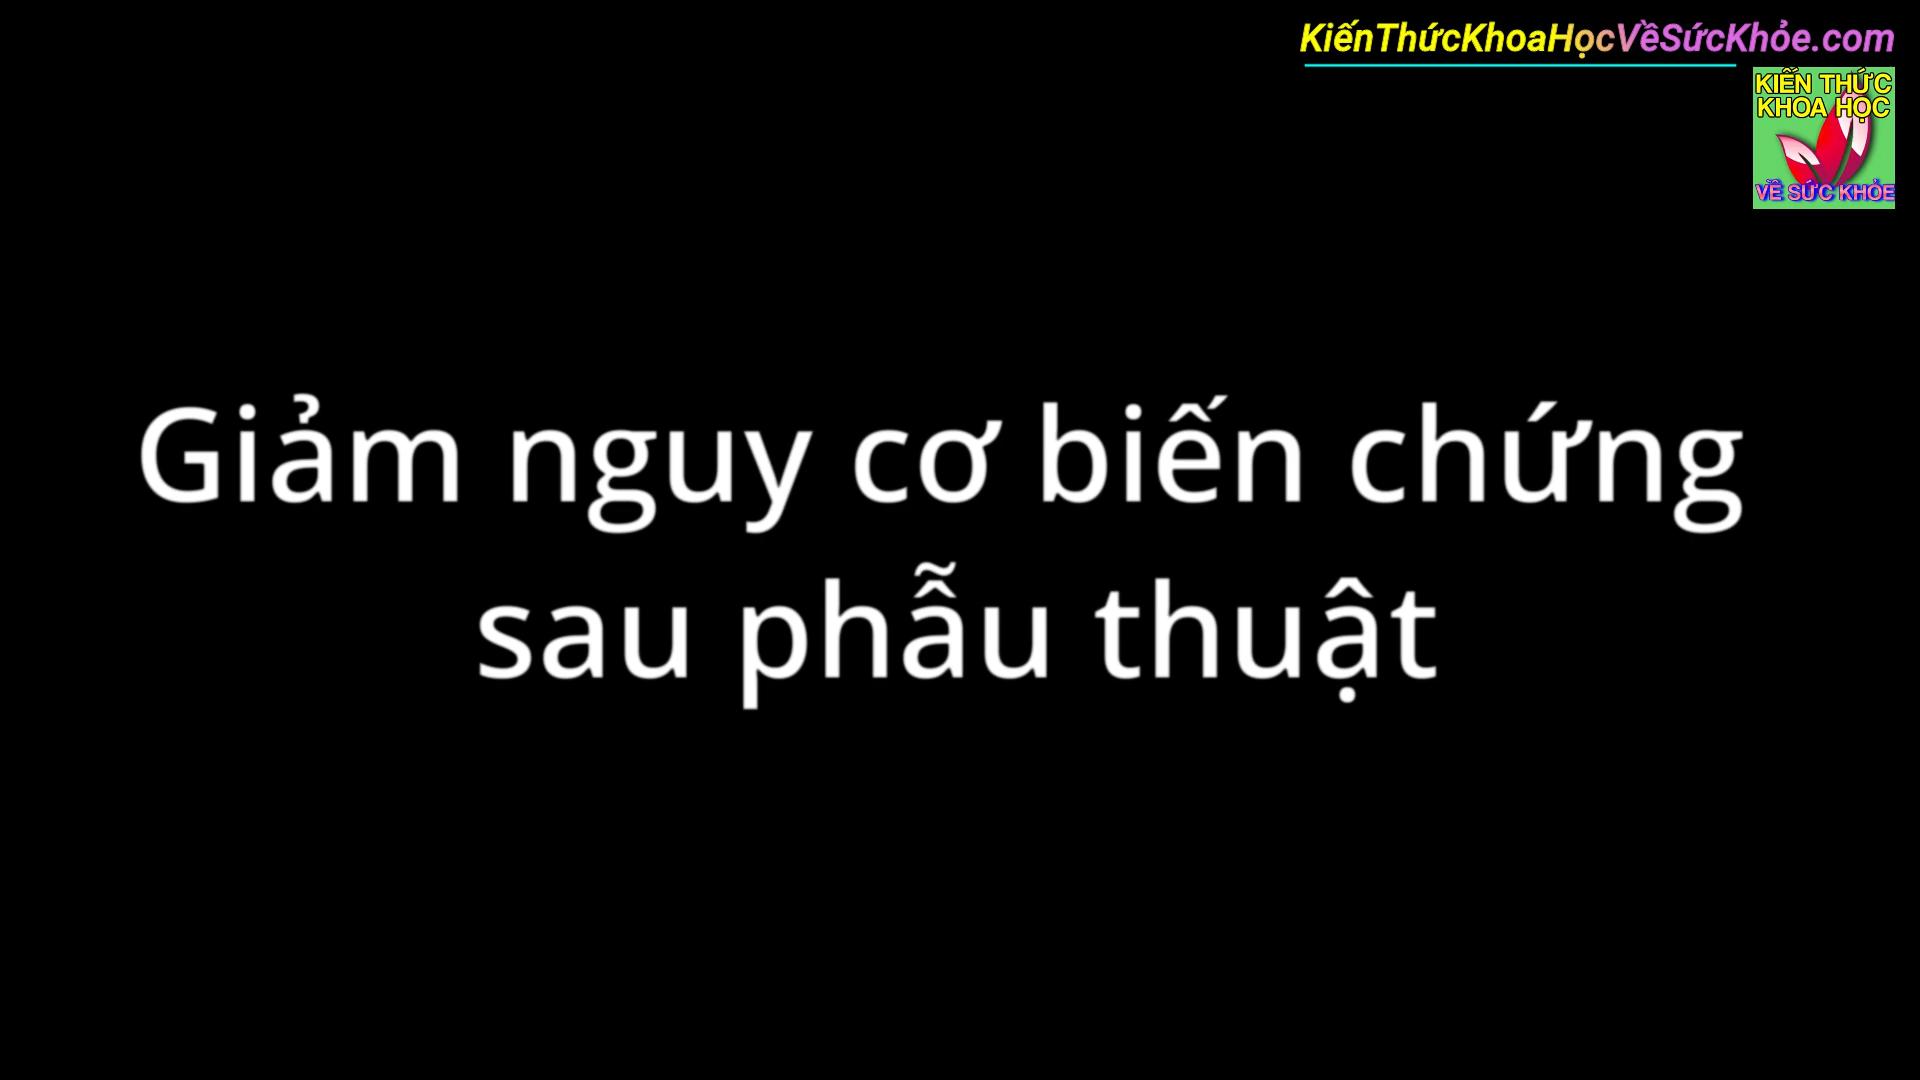 KiếnThứcKhoaHọcVềSứcKhỏe.com
KIẾN THỨC
KHOA HỌC
VỀ SỨC KHỎE
Giảm nguy cơ biến chứng
sau phẫu thuật